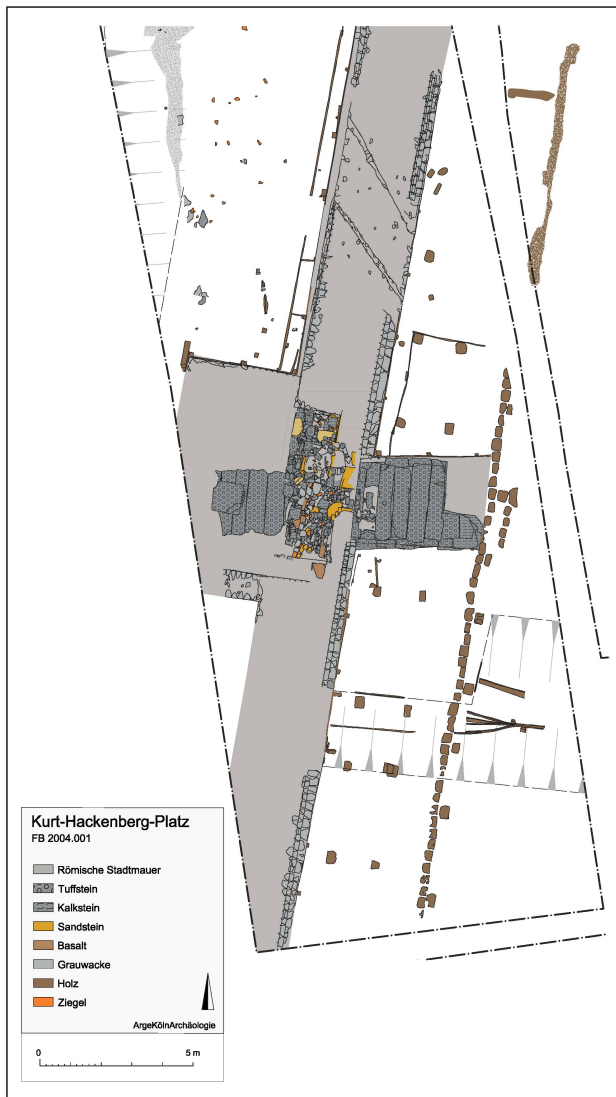 Kurt-Hackenberg-Platz
FB 2004.001
Römische Stadtmauer
Tuffstein
Kalkstein
Sandstein
Basalt
Grauwacke
Holz
Ziegel
ArgeKölnArchäologie
0 5 m